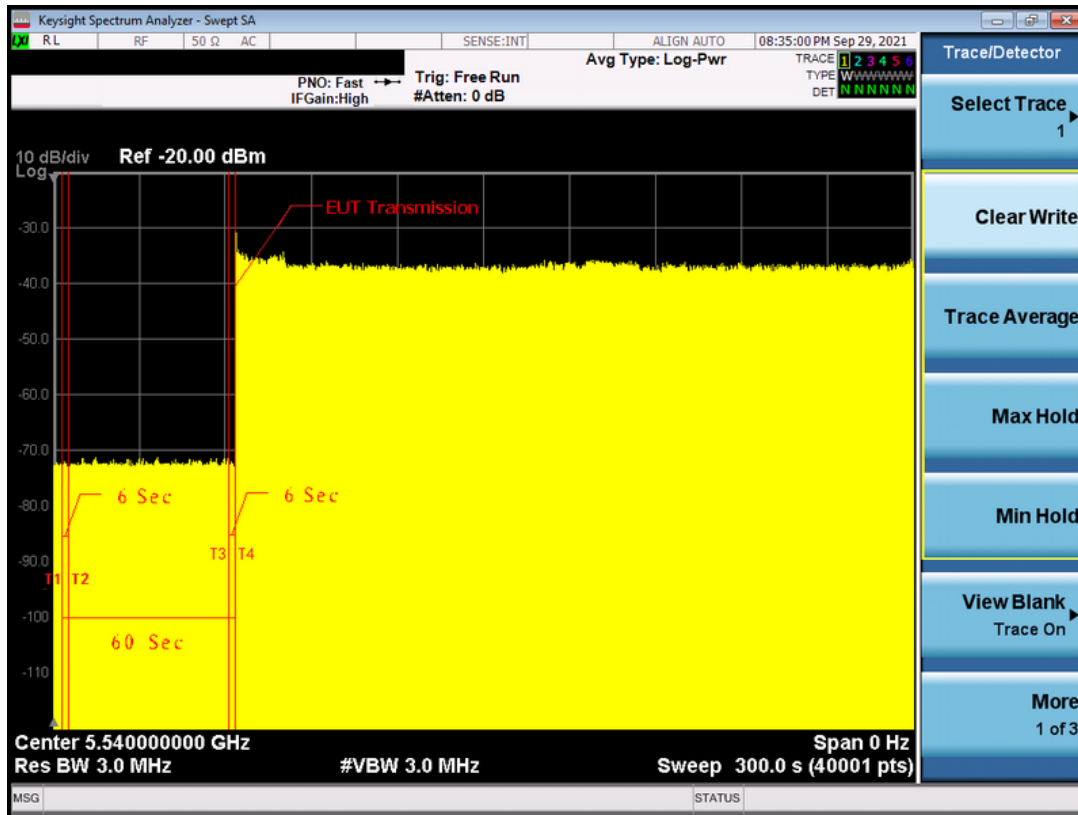 Keysight Spectrum Analyzer - Swept SA
LXI RL RF 50 Ω AC SENSE:INT ALIGN AUTO 08:35:00 PM Sep 29, 2021
Avg Type: Log-Pwr TRACE 1 2 3 4 5 6
PNO: Fast Trig: Free Run TYPE WWWWWW
IFGain:High #Atten: 0 dB DET N N N N N N
10 dB/div Ref -20.00 dBm
Log
EUT Transmission
-30.0
-40.0
-50.0
-60.0
-70.0
6 Sec 6 Sec
-80.0
T3 T4
-90.0
T1 T2
-100
60 Sec
-110
Center 5.540000000 GHz Span 0 Hz
Res BW 3.0 MHz #VBW 3.0 MHz Sweep 300.0 s (40001 pts)
MSG STATUS
Trace/Detector
Select Trace
1
Clear Write
Trace Average
Max Hold
Min Hold
View Blank
Trace On
More
1 of 3